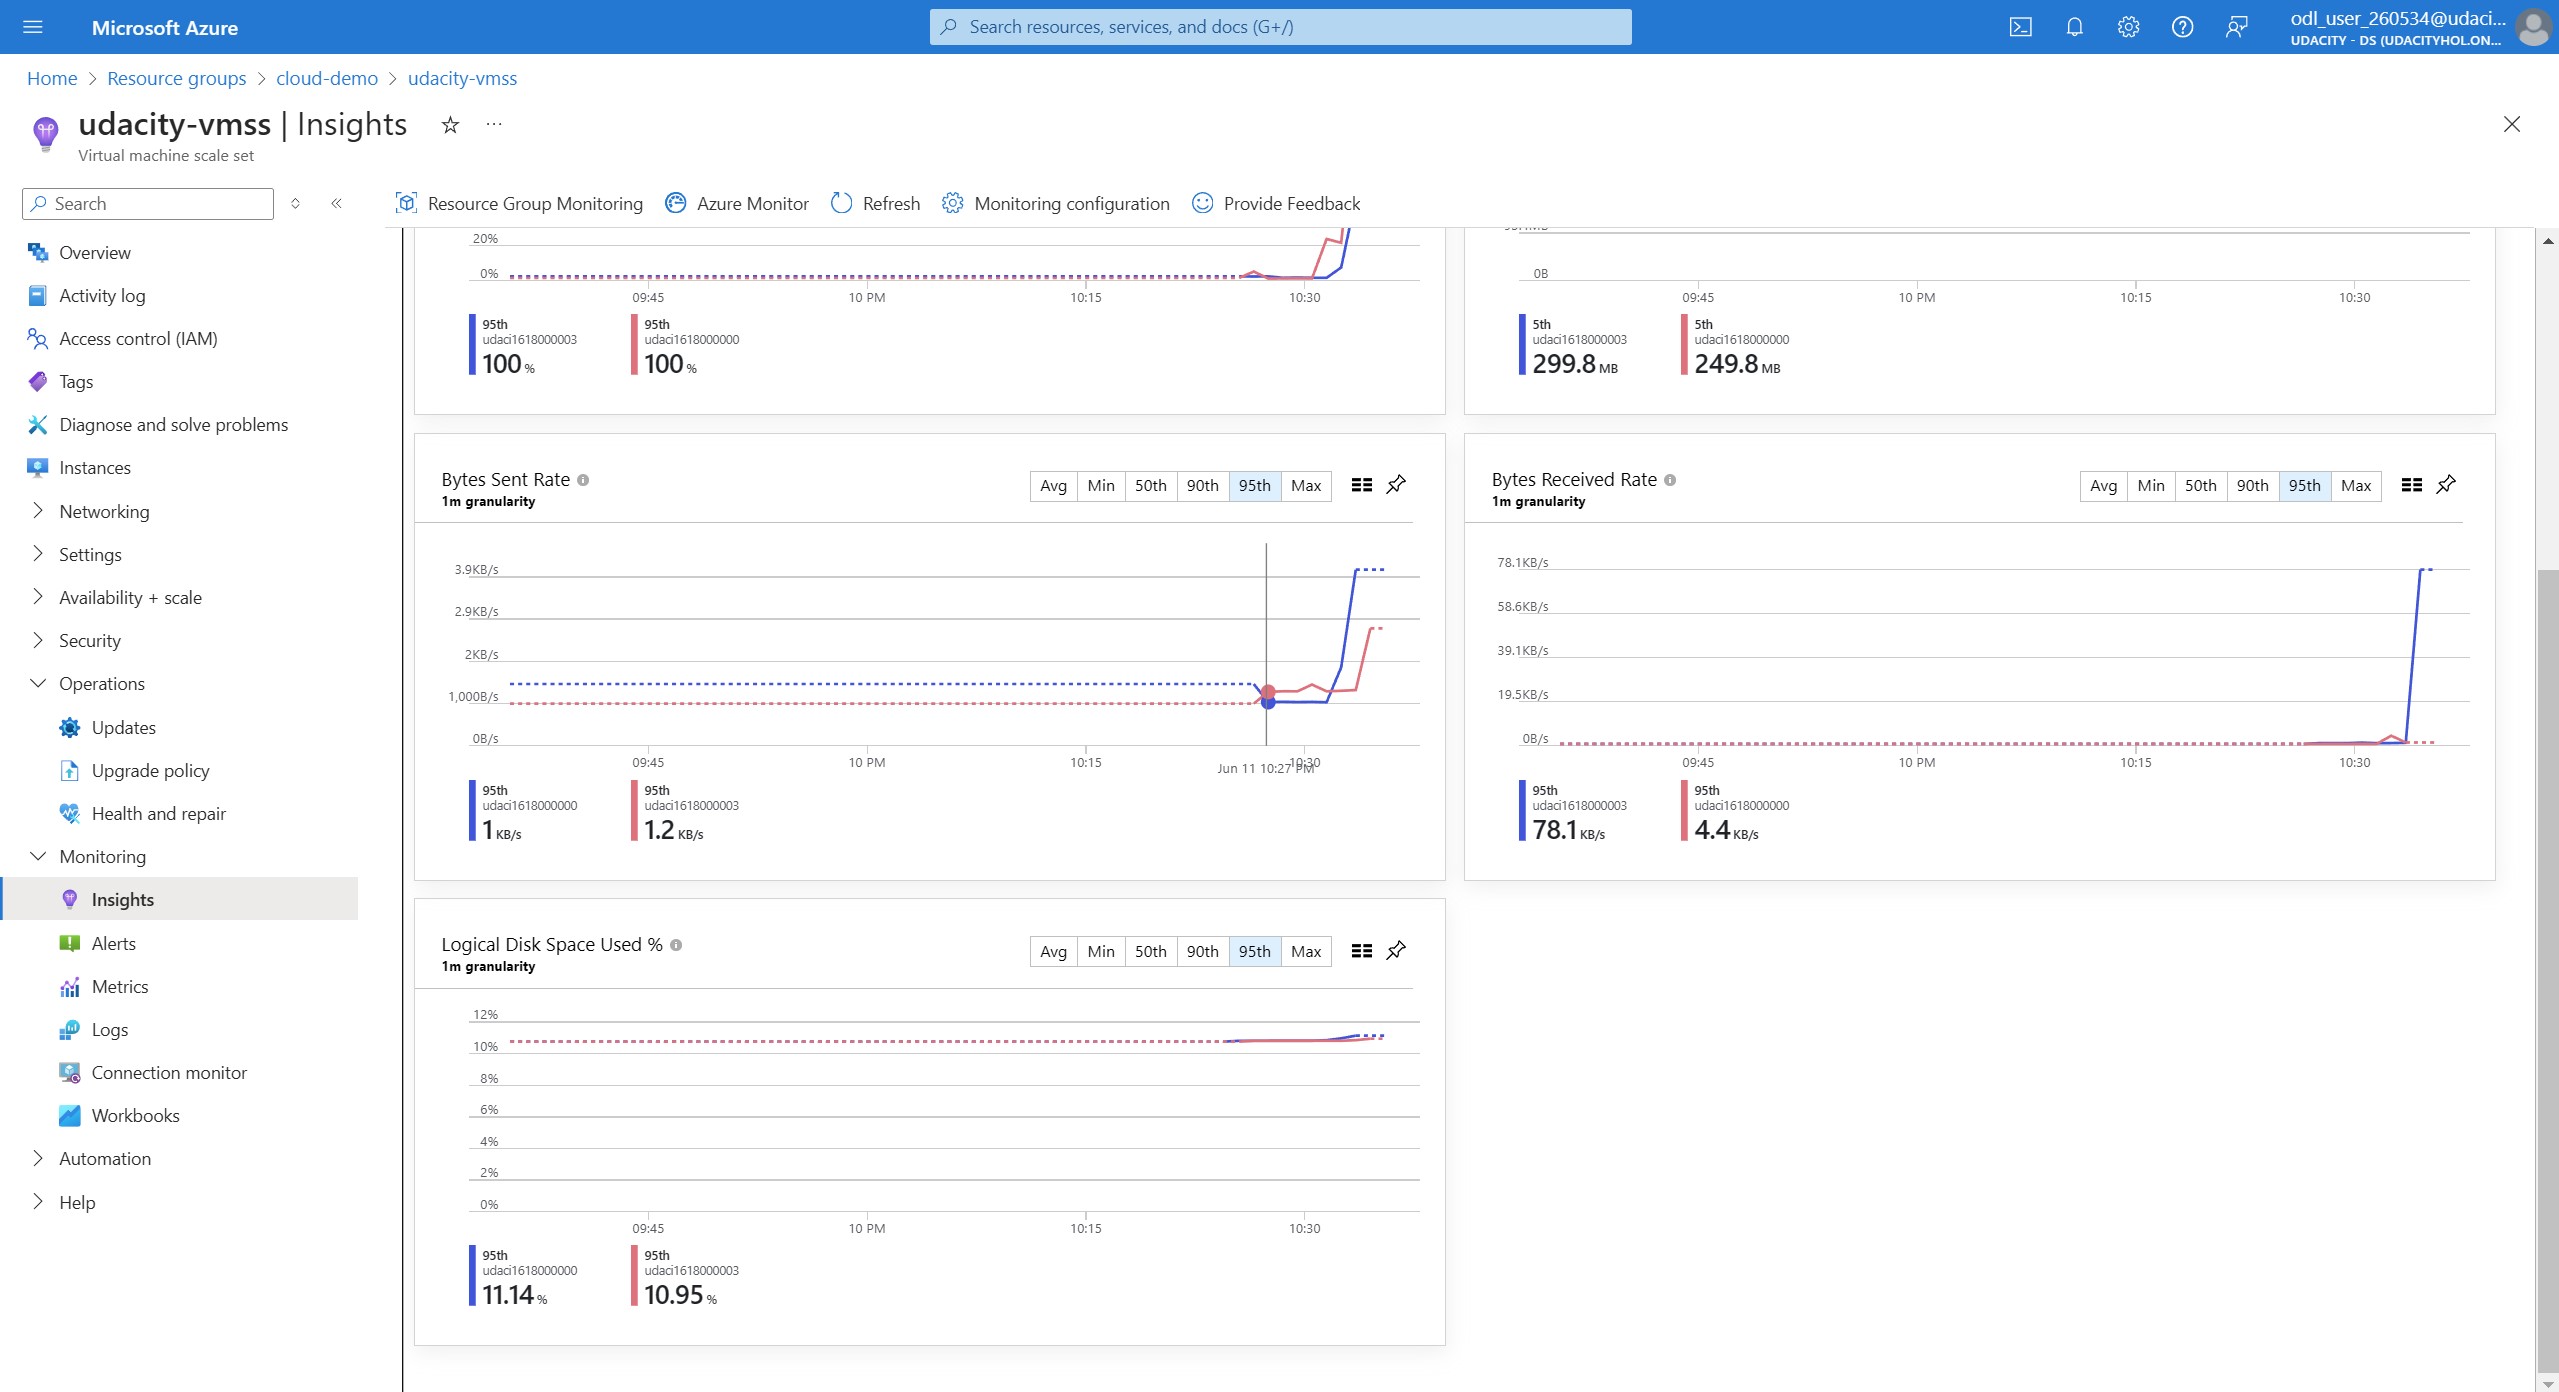 Microsoft Azure
Search resources, services, and docs (G+/)
odl_user_260534@udaci...
UDACITY - DS (UDACITYHOL.ON...
Home > Resource groups > cloud-demo > udacity-vmss
udacity-vmss | Insights
Virtual machine scale set
Search
Resource Group Monitoring
Azure Monitor
Refresh
Monitoring configuration
Provide Feedback
Overview
Activity log
Access control (IAM)
Tags
Diagnose and solve problems
Instances
Networking
Settings
Availability + scale
Security
Operations
Updates
Upgrade policy
Health and repair
Monitoring
Insights
Alerts
Metrics
Logs
Connection monitor
Workbooks
Automation
Help
20%
0%
09:45 10 PM 10:15 10:30
95th
udaci1618000003
100 %
95th
udaci1618000000
100 %
0B
09:45 10 PM 10:15 10:30
5th
udaci1618000003
299.8 MB
5th
udaci1618000000
249.8 MB
Bytes Sent Rate
1m granularity
Avg Min 50th 90th 95th Max
3.9KB/s
2.9KB/s
2KB/s
1,000B/s
0B/s
09:45 10 PM 10:15 10:30
Jun 11 10:27 PM
95th
udaci1618000000
1 KB/s
95th
udaci1618000003
1.2 KB/s
Bytes Received Rate
1m granularity
Avg Min 50th 90th 95th Max
78.1KB/s
58.6KB/s
39.1KB/s
19.5KB/s
0B/s
09:45 10 PM 10:15 10:30
95th
udaci1618000003
78.1 KB/s
95th
udaci1618000000
4.4 KB/s
Logical Disk Space Used %
1m granularity
Avg Min 50th 90th 95th Max
12%
10%
8%
6%
4%
2%
0%
09:45 10 PM 10:15 10:30
95th
udaci1618000000
11.14 %
95th
udaci1618000003
10.95 %